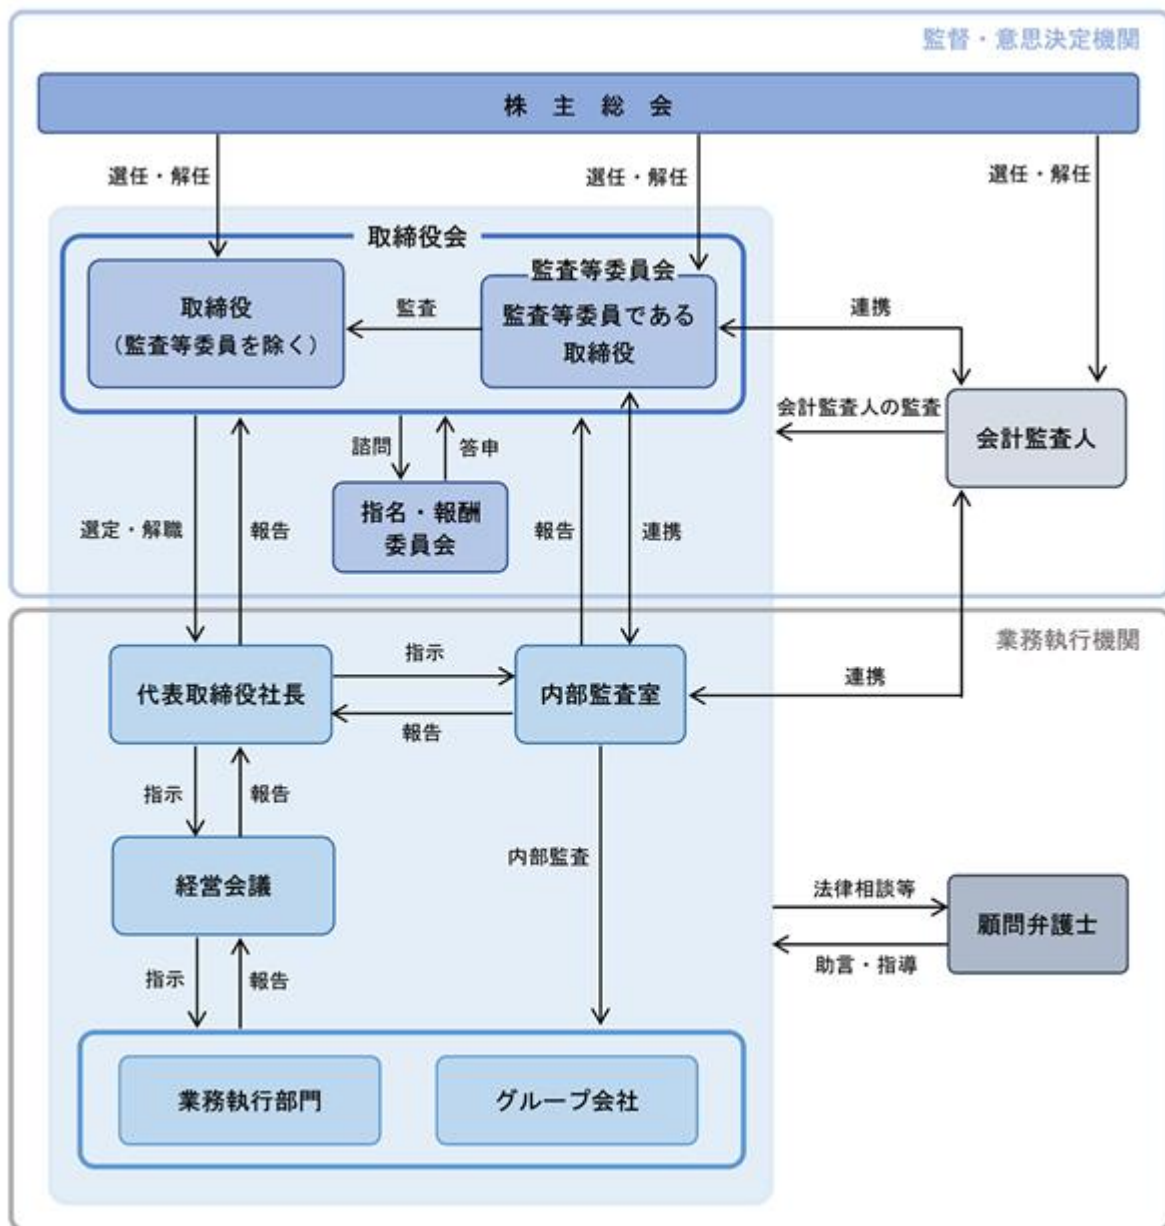 監督・意思決定機関
株 主 総 会
選任・解任
選任・解任
選任・解任
取締役会
監査等委員会
取締役
(監査等委員を除く)
監査
監査等委員である
取締役
連携
会計監査人の監査
会計監査人
諮問
答申
指名・報酬
委員会
選定・解職
報告
報告
連携
業務執行機関
代表取締役社長
指示
報告
内部監査室
連携
指示
報告
経営会議
内部監査
法律相談等
助言・指導
顧問弁護士
指示
報告
業務執行部門
グループ会社